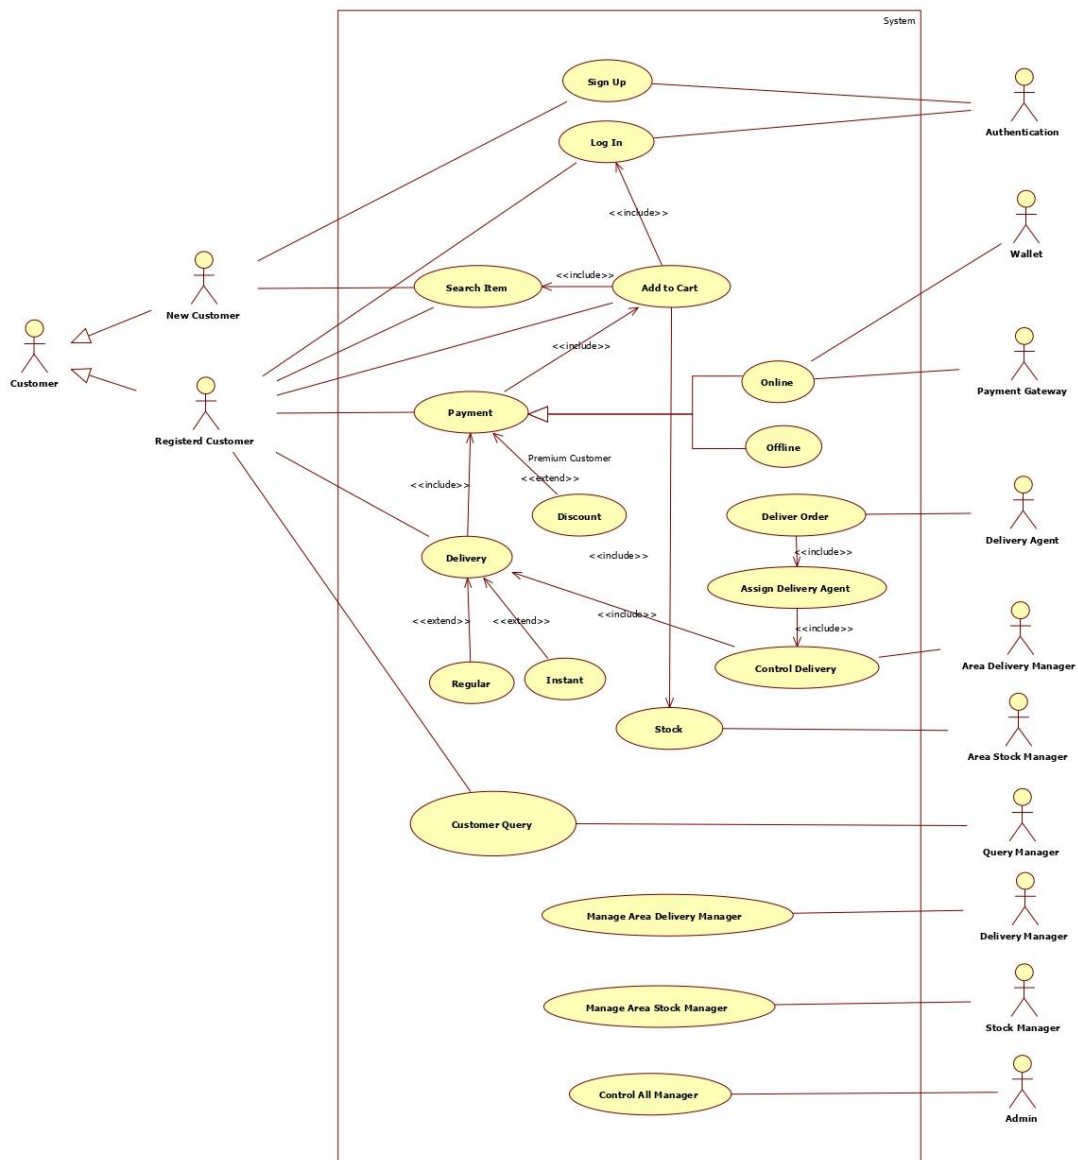 System
Sign Up
Authentication
Log In
<<include>>
Wallet
<<include>>
Search Item
Add to Cart
New Customer
<<include>>
Customer
Online
Payment Gateway
Payment
Registerd Customer
Offline
Premium Customer
<<extend>>
<<include>>
Discount
Deliver Order
Delivery Agent
<<include>>
<<include>>
Delivery
Assign Delivery Agent
<<extend>>
<<extend>>
<<include>>
<<include>>
Control Delivery
Area Delivery Manager
Regular
Instant
Stock
Area Stock Manager
Customer Query
Query Manager
Manage Area Delivery Manager
Delivery Manager
Manage Area Stock Manager
Stock Manager
Control All Manager
Admin